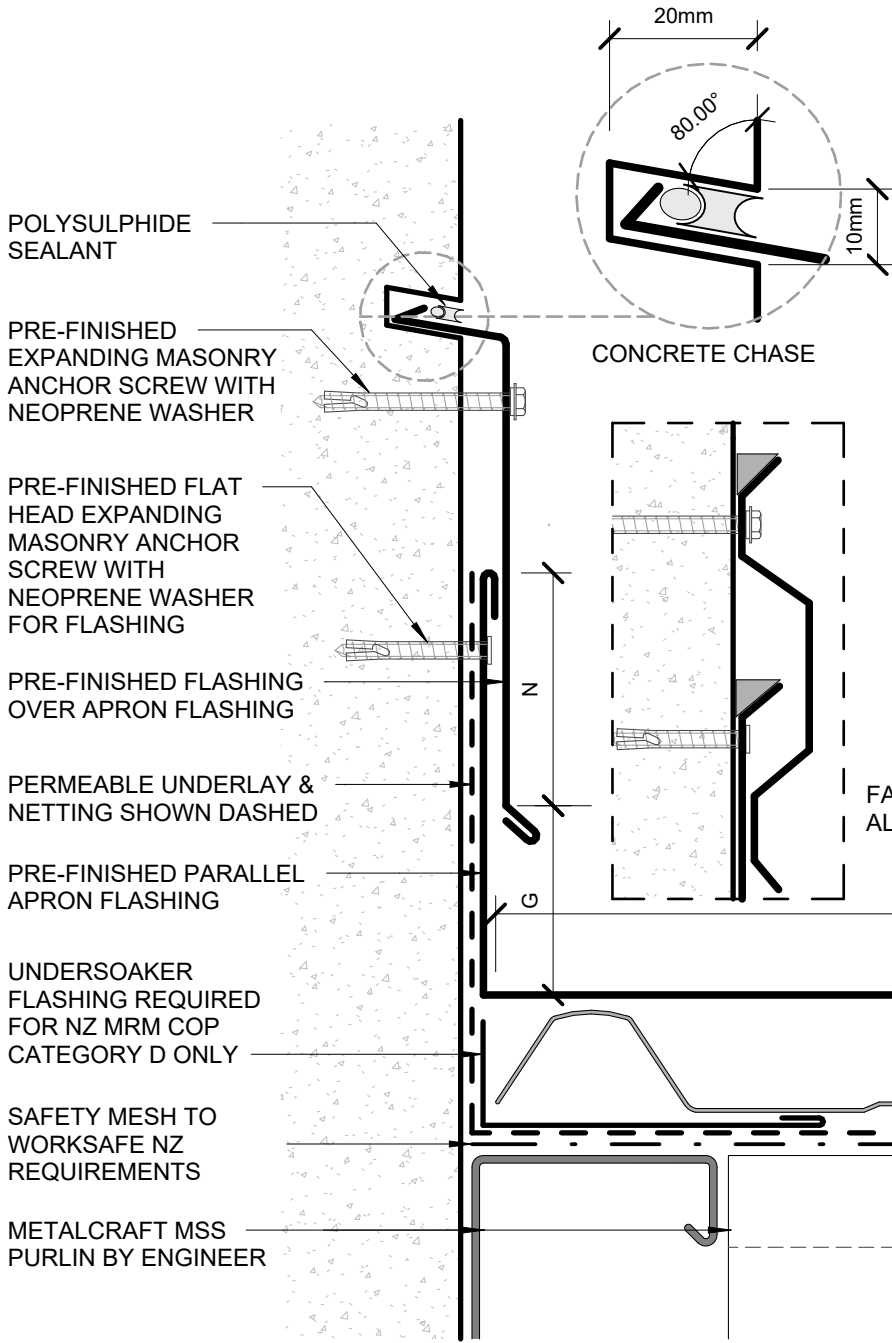 20mm
80.00°
10mm
CONCRETE CHASE
POLYSULPHIDE
SEALANT
PRE-FINISHED
EXPANDING MASONRY
ANCHOR SCREW WITH
NEOPRENE WASHER
PRE-FINISHED FLAT
HEAD EXPANDING
MASONRY ANCHOR
SCREW WITH
NEOPRENE WASHER
FOR FLASHING
PRE-FINISHED FLASHING
OVER APRON FLASHING
PERMEABLE UNDERLAY &
NETTING SHOWN DASHED
PRE-FINISHED PARALLEL
APRON FLASHING
UNDERSOAKER
FLASHING REQUIRED
FOR NZ MRM COP
CATEGORY D ONLY
SAFETY MESH TO
WORKSAFE NZ
REQUIREMENTS
METALCRAFT MSS
PURLIN BY ENGINEER
N
G
FA
AL